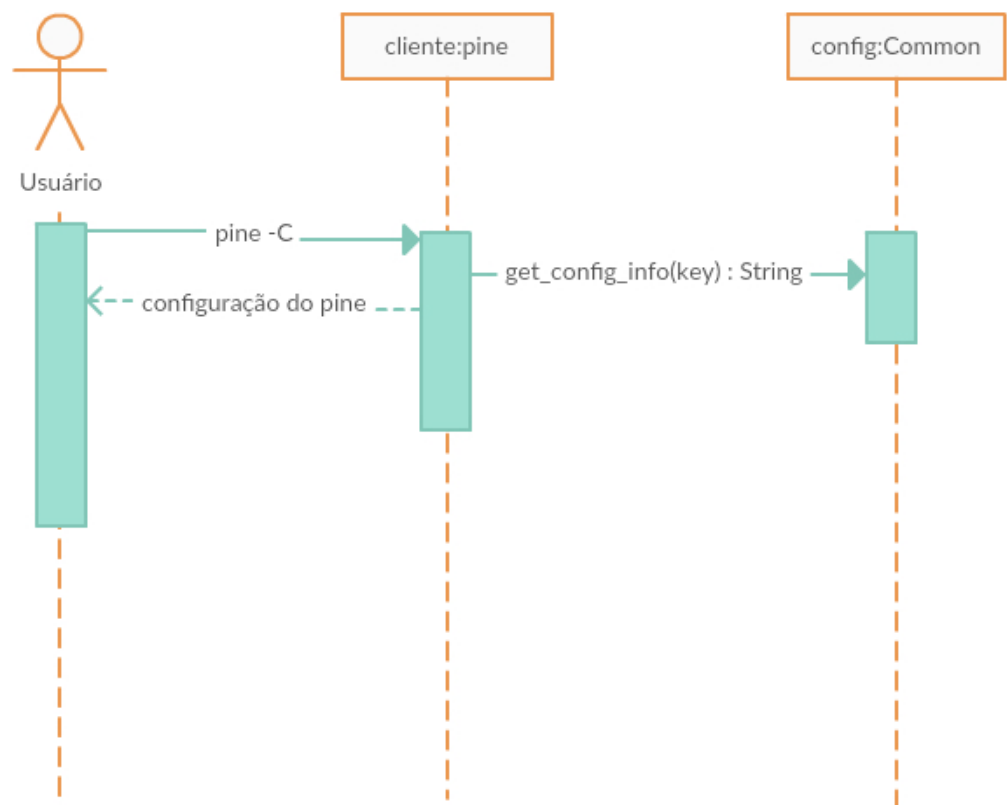 cliente:pine
config:Common
Usuário
pine -C
get_config_info(key) : String
configuração do pine